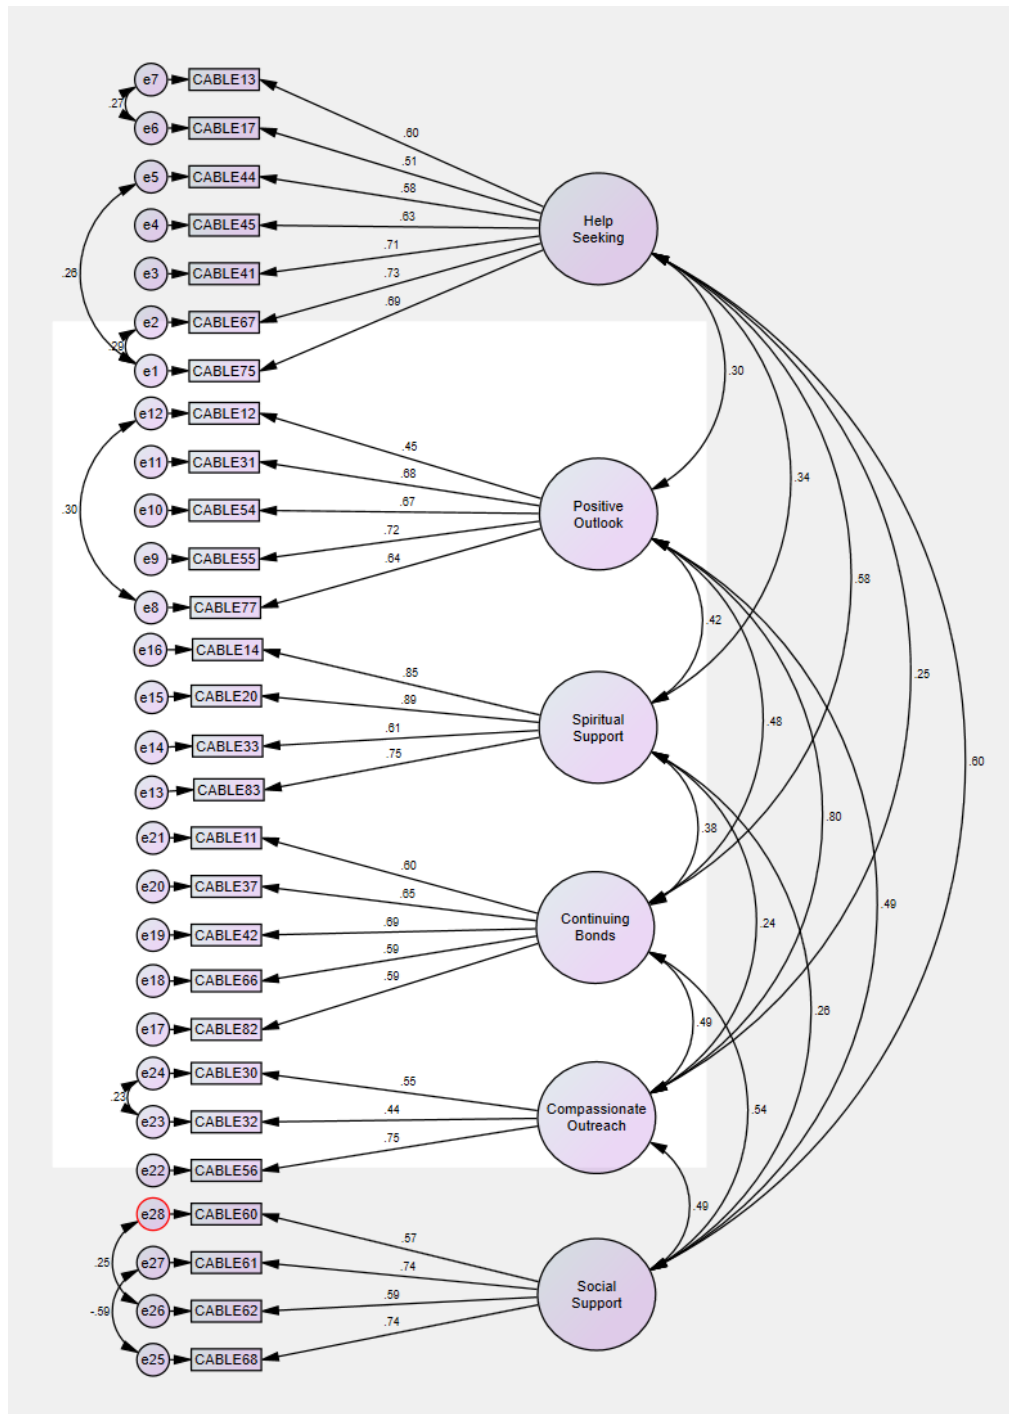 e7 CABLE13
.27
e6 CABLE17
.60
.51
e5 CABLE44
.58
e4 CABLE45
.63
Help
Seeking
e3 CABLE41
.71
.26
.73
e2 CABLE67
.69
.29
e1 CABLE75
.30
e12 CABLE12
.45
e11 CABLE31
.68
.34
.30
e10 CABLE54
.67
Positive
Outlook
.72
e9 CABLE55
.64
.58
e8 CABLE77
.42
e16 CABLE14
.85
.25
e15 CABLE20
.89
Spiritual
Support
.48
.61
e14 CABLE33
.75
.60
e13 CABLE83
.80
.38
e21 CABLE11
.60
e20 CABLE37
.65
.49
.69
Continuing
Bonds
.24
e19 CABLE42
.59
e18 CABLE66
.59
.26
e17 CABLE82
.49
e24 CABLE30
.55
.23
.44
Compassionate
Outreach
.54
e23 CABLE32
.75
e22 CABLE56
.49
e28 CABLE60
.57
.25
e27 CABLE61
.74
Social
Support
.59
-.59
e26 CABLE62
.74
e25 CABLE68